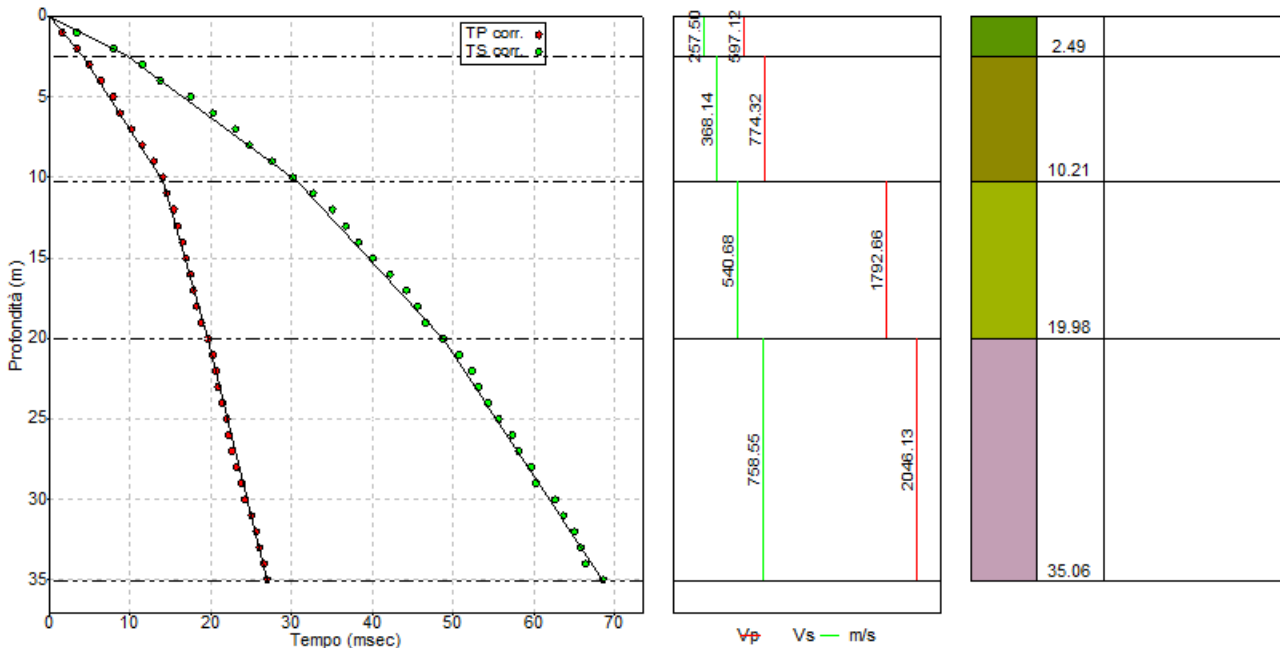 TP corr.
TS corr.
0
5
10
15
20
25
30
35
Profondità (m)
0 10 20 30 40 50 60 70
Tempo (msec)
257.50 597.12
368.14 774.32
540.68 1792.66
758.55 2046.13
Vp Vs m/s
2.49
10.21
19.98
35.06